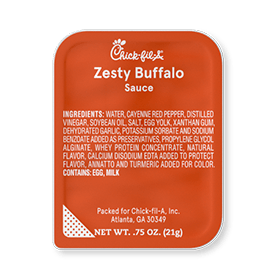 Chick-fil-A
Zesty Buffalo
Sauce
INGREDIENTS: WATER, CAYENNE RED PEPPER, DISTILLED
VINEGAR, SOYBEAN OIL, SALT, EGG YOLK, XANTHAN GUM,
DEHYDRATED GARLIC, POTASSIUM SORBATE AND SODIUM
BENZOATE ADDED AS PRESERVATIVES, PROPYLENE GLYCOL
ALGINATE, WHEY PROTEIN CONCENTRATE, NATURAL
FLAVOR, CALCIUM DISODIUM EDTA ADDED TO PROTECT
FLAVOR, ANNATTO AND TURMERIC ADDED FOR COLOR.
CONTAINS: EGG, MILK
Packed for Chick-fil-A, Inc.
Atlanta, GA 30349
NET WT. .75 OZ. (21g)